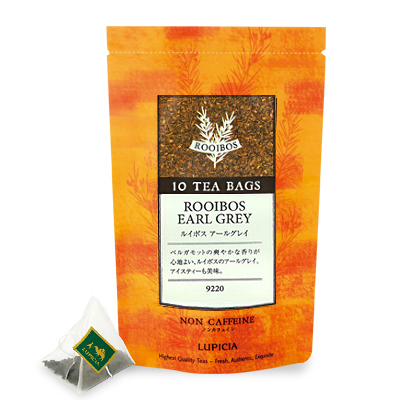 ROOIBOS
10 TEA BAGS
ROOIBOS
EARL GREY
ルイボス アールグレイ
ベルガモットの爽やかな香りが
心地よい、ルイボスのアールグレイ。
アイスティーも美味。
9220
NON CAFFEINE
ノンカフェイン
LUPICIA
Highest Quality Teas – Fresh, Authentic, Exquisite
LUPICIA